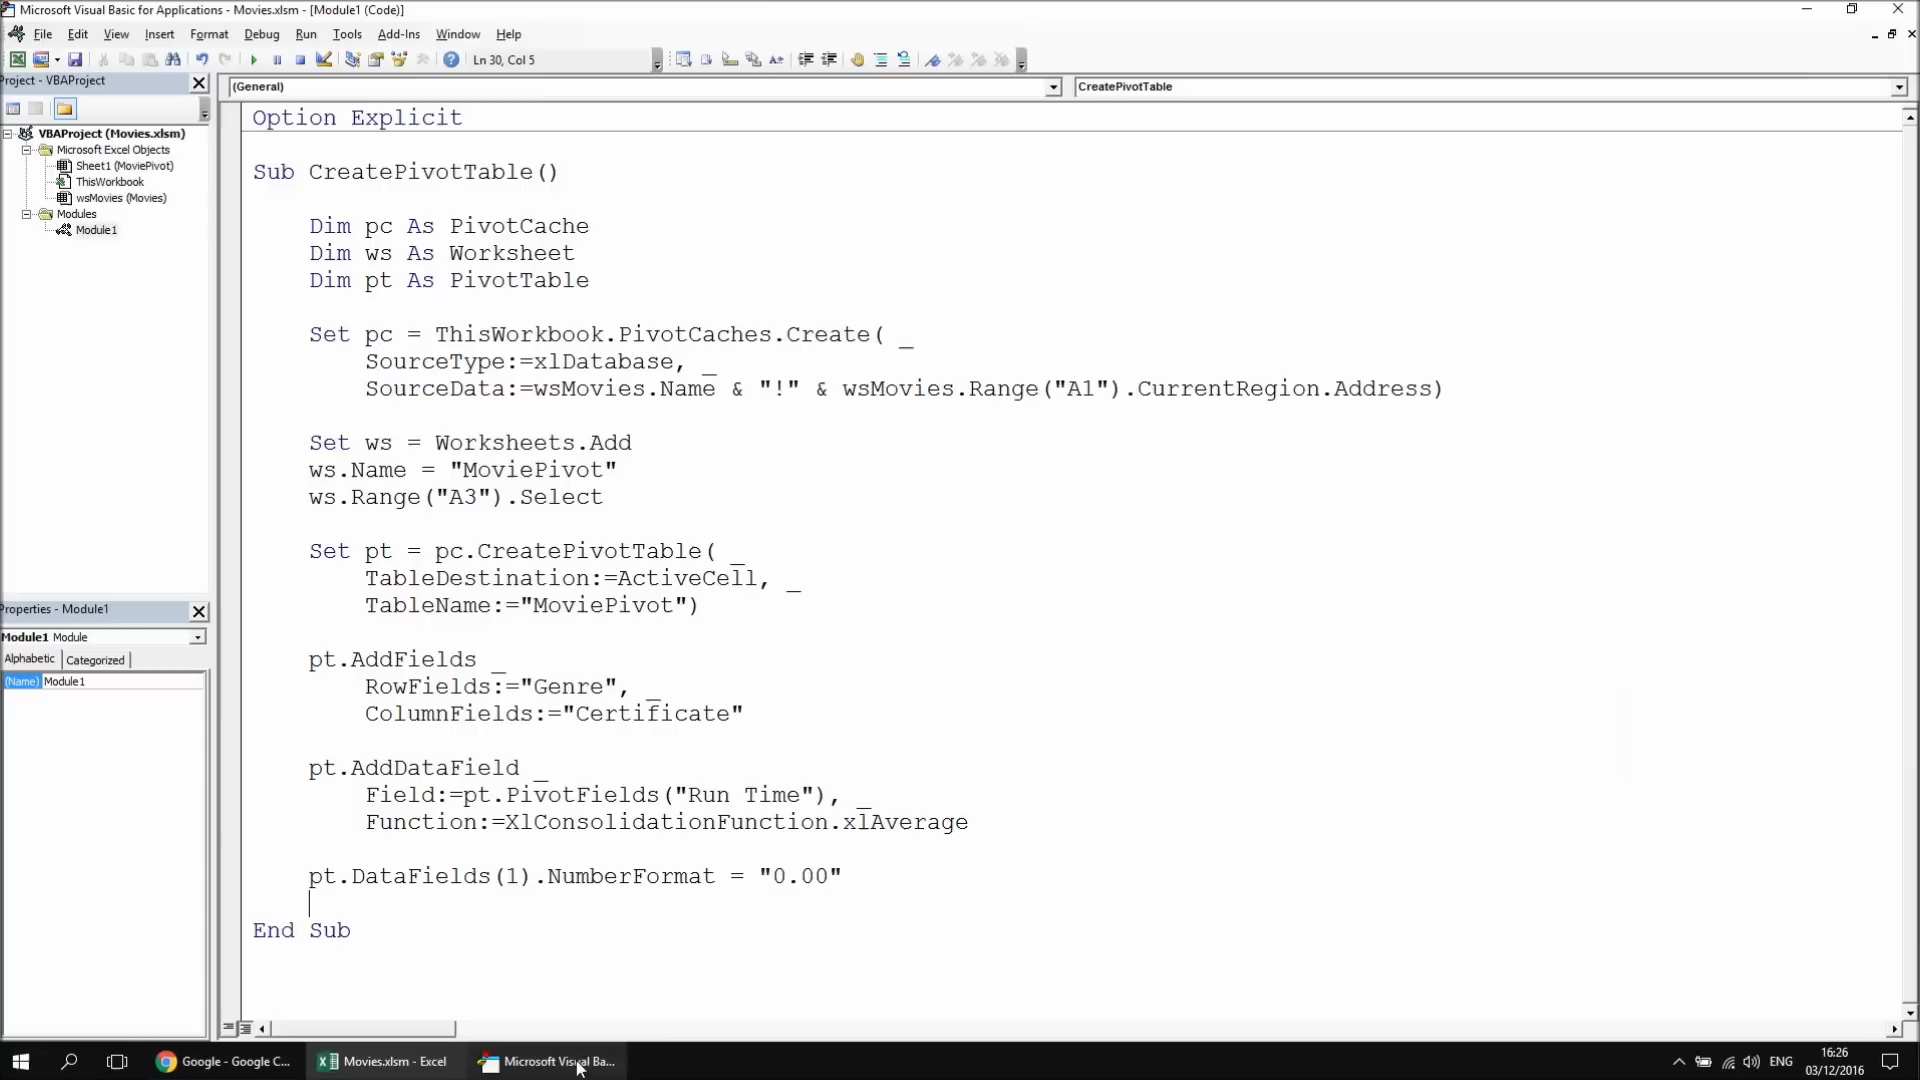 Microsoft Visual Basic for Applications - Movies.xlsm - [Module1 (Code)]
File Edit View Insert Format Debug Run Tools Add-Ins Window Help
Ln 30, Col 5
Project - VBAProject
(General)
CreatePivotTable
VBAProject (Movies.xlsm)
Microsoft Excel Objects
Sheet1 (MoviePivot)
ThisWorkbook
wsMovies (Movies)
Modules
Module1
Properties - Module1
Module1 Module
Alphabetic Categorized
(Name) Module1
Option Explicit
Sub CreatePivotTable()
Dim pc As PivotCache
Dim ws As Worksheet
Dim pt As PivotTable
Set pc = ThisWorkbook.PivotCaches.Create( _
SourceType:=xlDatabase, _
SourceData:=wsMovies.Name & "!" & wsMovies.Range("A1").CurrentRegion.Address)
Set ws = Worksheets.Add
ws.Name = "MoviePivot"
ws.Range("A3").Select
Set pt = pc.CreatePivotTable( _
TableDestination:=ActiveCell, _
TableName:="MoviePivot")
pt.AddFields _
RowFields:="Genre", _
ColumnFields:="Certificate"
pt.AddDataField _
Field:=pt.PivotFields("Run Time"), _
Function:=XlConsolidationFunction.xlAverage
pt.DataFields(1).NumberFormat = "0.00"
End Sub
Google - Google C...
Movies.xlsm - Excel
Microsoft Visual Ba...
ENG
16:26
03/12/2016